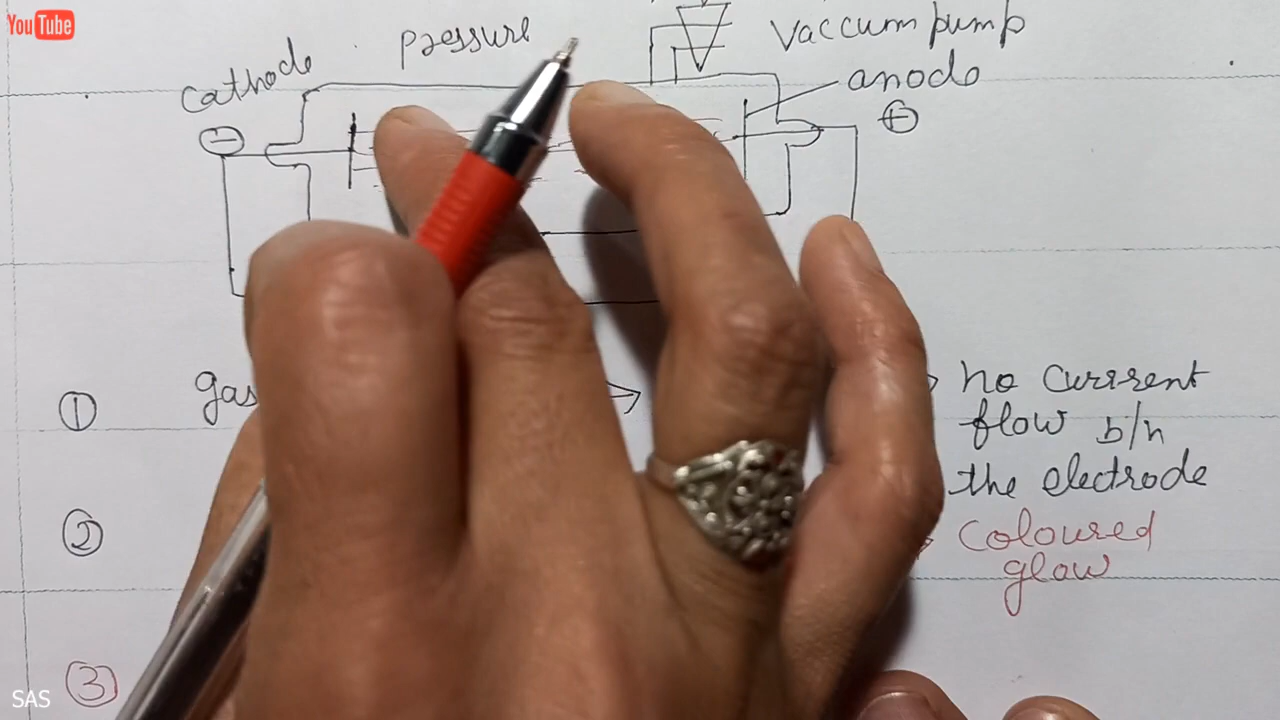 YouTube
pressure
vaccum pump
cathode
anode
⊖
⊕
① gas
no current
flow b/n
the electrode
② coloured
glow
③
SAS